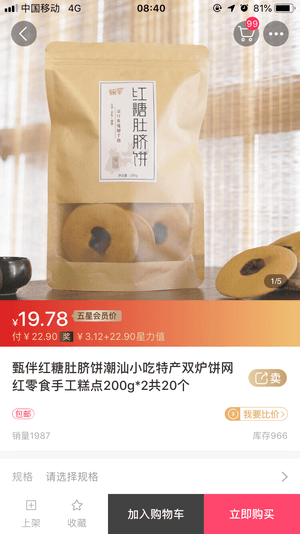 中国移动 4G
08:40
81%
99
甄伴
红糖肚脐饼
1/5
¥19.78 五星会员价
付 ¥ 22.90 奖 ¥ 3.12+22.90星力值
甄伴红糖肚脐饼潮汕小吃特产双炉饼网
红零食手工糕点200g*2共20个
卖
包邮
我要比价>
销量1987
库存966
规格 请选择规格
上架
收藏
加入购物车
立即购买